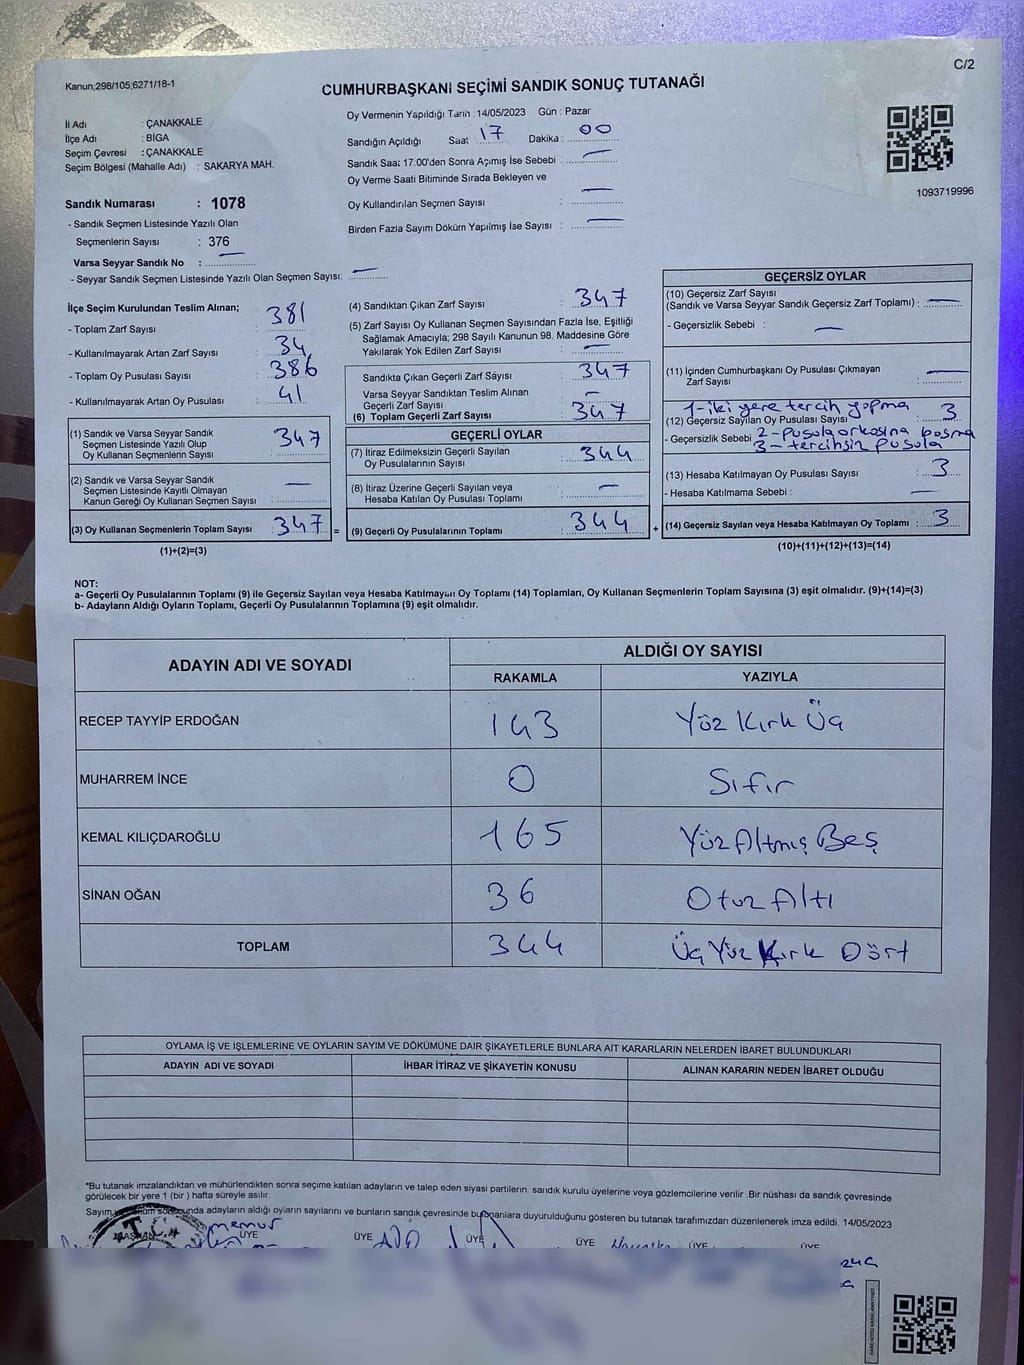 C/2
Kanun;298/105;6271/18-1
CUMHURBAŞKANI SEÇİMİ SANDIK SONUÇ TUTANAĞI
İl Adı : ÇANAKKALE
İlçe Adı : BİGA
Seçim Çevresi : ÇANAKKALE
Seçim Bölgesi (Mahalle Adı) : SAKARYA MAH.
Oy Vermenin Yapıldığı Tarih :14/05/2023 Gün : Pazar
Sandığın Açıldığı Saat 17 Dakika : 00
Sandık Saat 17:00'den Sonra Açımış İse Sebebi : —
Oy Verme Saati Bitiminde Sırada Bekleyen ve
Oy Kullandırılan Seçmen Sayısı : —
Birden Fazla Sayım Döküm Yapılmış İse Sayısı : —
1093719996
Sandık Numarası : 1078
- Sandık Seçmen Listesinde Yazılı Olan
Seçmenlerin Sayısı : 376
Varsa Seyyar Sandık No : —
- Seyyar Sandık Seçmen Listesinde Yazılı Olan Seçmen Sayısı: —
İlçe Seçim Kurulundan Teslim Alınan;
- Toplam Zarf Sayısı : 381
- Kullanılmayarak Artan Zarf Sayısı : 34
- Toplam Oy Pusulası Sayısı : 386
- Kullanılmayarak Artan Oy Pusulası : 41
(1) Sandık ve Varsa Seyyar Sandık
Seçmen Listesinde Yazılı Olup
Oy Kullanan Seçmenlerin Sayısı : 347
(2) Sandık ve Varsa Seyyar Sandık
Seçmen Listesinde Kayıtlı Olmayan
Kanun Gereği Oy Kullanan Seçmen Sayısı : —
(3) Oy Kullanan Seçmenlerin Toplam Sayısı : 347 =
(1)+(2)=(3)
(4) Sandıktan Çıkan Zarf Sayısı : 347
(5) Zarf Sayısı Oy Kullanan Seçmen Sayısından Fazla İse, Eşitliği
Sağlamak Amacıyla; 298 Sayılı Kanunun 98. Maddesine Göre
Yakılarak Yok Edilen Zarf Sayısı : —
Sandıkta Çıkan Geçerli Zarf Sayısı : 347
Varsa Seyyar Sandıktan Teslim Alınan
Geçerli Zarf Sayısı : —
(6) Toplam Geçerli Zarf Sayısı : 347
GEÇERLİ OYLAR
(7) İtiraz Edilmeksizin Geçerli Sayılan
Oy Pusulalarının Sayısı : 344
(8) İtiraz Üzerine Geçerli Sayılan veya
Hesaba Katılan Oy Pusulası Toplamı : —
(9) Geçerli Oy Pusulalarının Toplamı : 344 +
GEÇERSİZ OYLAR
(10) Geçersiz Zarf Sayısı
(Sandık ve Varsa Seyyar Sandık Geçersiz Zarf Toplamı) : —
- Geçersizlik Sebebi : —
(11) İçinden Cumhurbaşkanı Oy Pusulası Çıkmayan
Zarf Sayısı : —
1-iki yere tercih yapma
(12) Geçersiz Sayılan Oy Pusulası Sayısı : 3
- Geçersizlik Sebebi 2-pusula arkasına basma
3-tercihsiz pusula
(13) Hesaba Katılmayan Oy Pusulası Sayısı : 3
- Hesaba Katılmama Sebebi : —
(14) Geçersiz Sayılan veya Hesaba Katılmayan Oy Toplamı : 3
(10)+(11)+(12)+(13)=(14)
NOT:
a- Geçerli Oy Pusulalarının Toplamı (9) ile Geçersiz Sayılan veya Hesaba Katılmayan Oy Toplamı (14) Toplamları, Oy Kullanan Seçmenlerin Toplam Sayısına (3) eşit olmalıdır. (9)+(14)=(3)
b- Adayların Aldığı Oyların Toplamı, Geçerli Oy Pusulalarının Toplamına (9) eşit olmalıdır.
ADAYIN ADI VE SOYADI
ALDIĞI OY SAYISI
RAKAMLA YAZIYLA
RECEP TAYYİP ERDOĞAN 143 Yüz Kırk Üç
MUHARREM İNCE 0 Sıfır
KEMAL KILIÇDAROĞLU 165 Yüz Altmış Beş
SİNAN OĞAN 36 Otuz Altı
TOPLAM 344 Üç Yüz Kırk Dört
OYLAMA İŞ VE İŞLEMLERİNE VE OYLARIN SAYIM VE DÖKÜMÜNE DAİR ŞİKAYETLERLE BUNLARA AİT KARARLARIN NELERDEN İBARET BULUNDUKLARI
ADAYIN ADI VE SOYADI İHBAR İTİRAZ VE ŞİKAYETİN KONUSU ALINAN KARARIN NEDEN İBARET OLDUĞU
*Bu tutanak imzalandıktan ve mühürlendikten sonra seçime katılan adayların ve talep eden siyasi partilerin sandık kurulu üyelerine veya gözlemcilerine verilir. Bir nüshası da sandık çevresinde
görülecek bir yere 1 (bir ) hafta süreyle asılır.
Sayım adayların aldığı oyların sayılarını ve bunların sandık çevresinde bulunanlara duyurulduğunu gösteren bu tutanak tarafımızdan düzenlenerek imza edildi. 14/05/2023
memur
ÜYE ÜYE ÜYE ÜYE ÜYE ÜYE